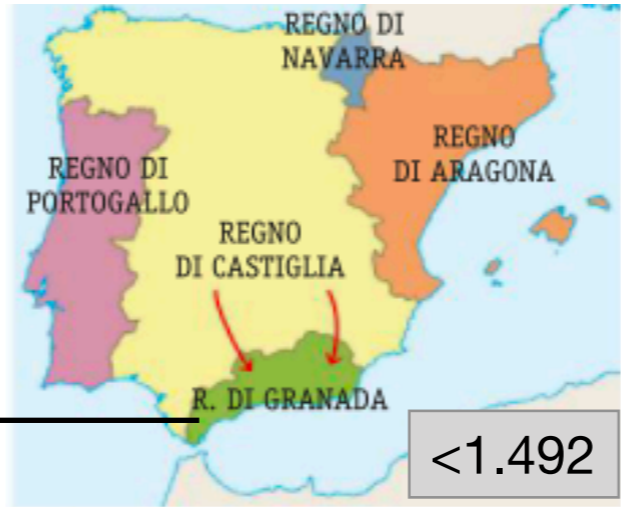 REGNO DI
NAVARRA
REGNO
DI ARAGONA
REGNO DI
PORTOGALLO
REGNO
DI CASTIGLIA
R. DI GRANADA
<1.492